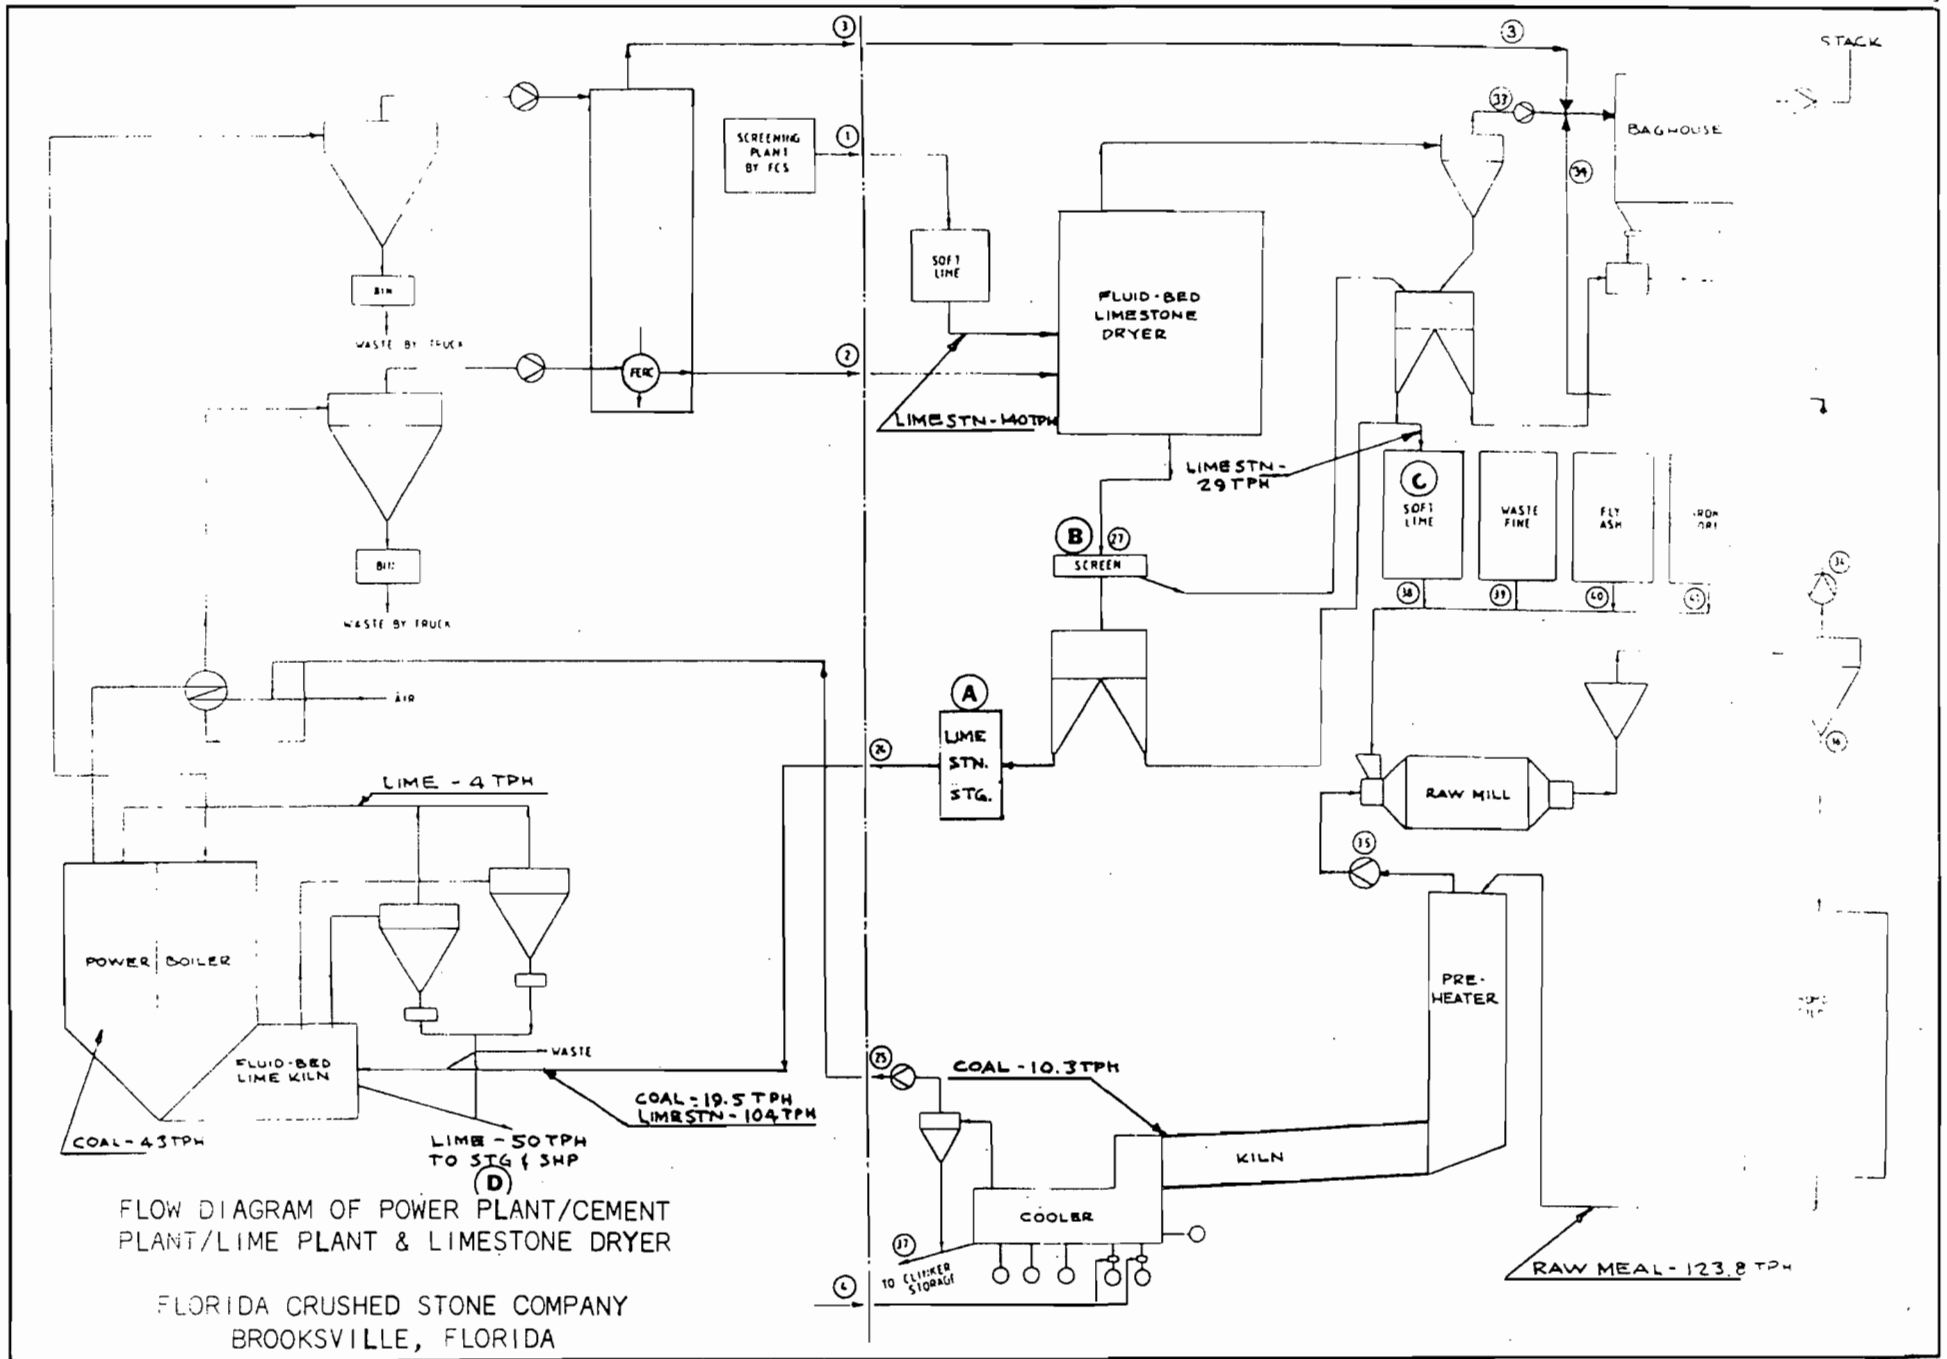 3
3
STACK
33
BAGHOUSE
SCREENING
PLANT
BY FCS
1
34
SOFT
LIME
FLUID-BED
LIMESTONE
DRYER
BIN
WASTE BY TRUCK
FERC
2
LIMESTN-140TPH
LIMESTN-
29 TPH
C
SOFT
LIME
WASTE
FINE
FLY
ASH
B
27
SCREEN
BIN
WASTE BY TRUCK
38
39
40
AIR
A
LIME
STN.
STG.
LIME - 4 TPH
RAW MILL
35
POWER BOILER
PRE-
HEATER
FLUID-BED
LIME KILN
WASTE
25
COAL - 10.3 TPH
COAL-19.5 TPH
LIMESTN-104 TPH
COAL-43TPH
LIME - 50 TPH
TO STG & SHP
D
KILN
COOLER
37
TO CLINKER
STORAGE
RAW MEAL-123.8 TPH
FLOW DIAGRAM OF POWER PLANT/CEMENT
PLANT/LIME PLANT & LIMESTONE DRYER
FLORIDA CRUSHED STONE COMPANY
BROOKSVILLE, FLORIDA